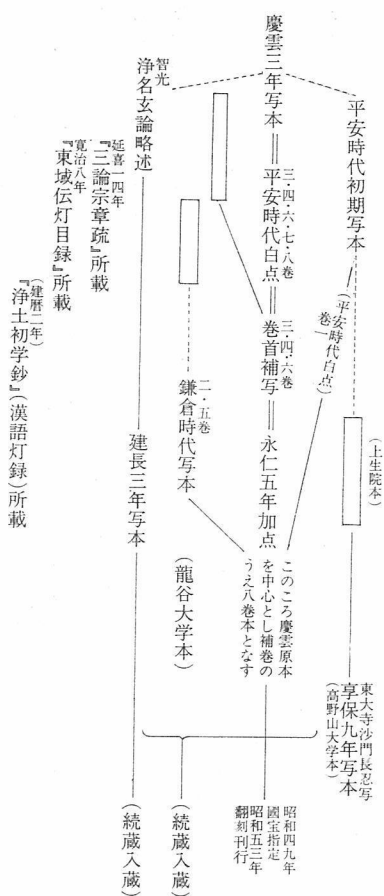 平安時代初期写本
（平安時代白点）
巻一
（上生院本）
東大寺沙門長忍写
享保九年写本
（高野山大学本）
慶雲三年写本
三・四・六・七・八巻
平安時代白点
三・四・六巻
巻首補写
永仁五年加点
このころ慶雲原本
を中心とし補巻の
うえ八巻本となす
昭和四九年
國宝指定
昭和五三年
翻刻刊行
二・五巻
鎌倉時代写本
（龍谷大学本）
（続蔵入蔵）
智光
浄名玄論略述
建長三年写本
（続蔵入蔵）
延喜一四年
『三論宗章疏』所載
寛治八年
『東域伝灯目録』所載
（建暦二年）
『浄土初学鈔』（漢語灯録）所載